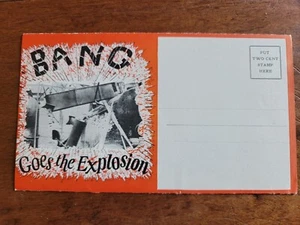 BANG
Goes the Explosion
PUT
TWO CENT
STAMP
HERE